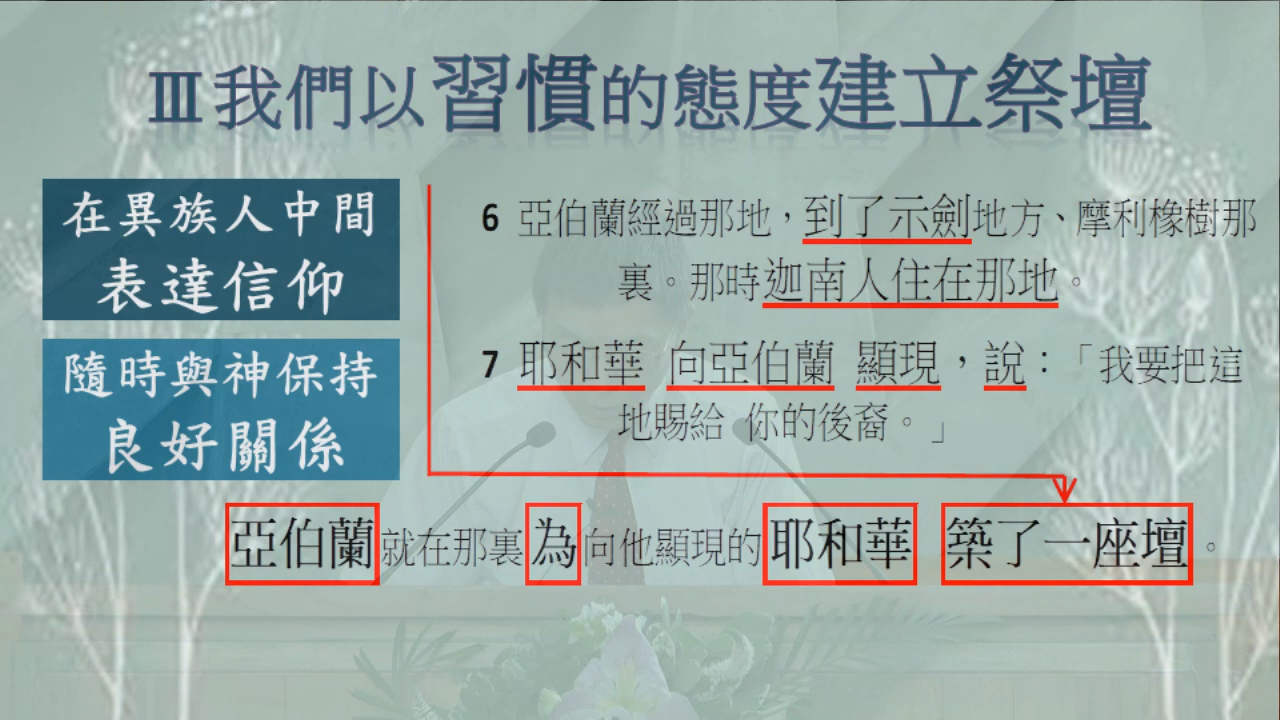 Ⅲ我們以習慣的態度建立祭壇
在異族人中間
表達信仰
隨時與神保持
良好關係
6 亞伯蘭經過那地，到了示劍地方、摩利橡樹那
裏。那時迦南人住在那地。
7 耶和華 向亞伯蘭 顯現，說：「我要把這
地賜給 你的後裔。」
亞伯蘭就在那裏為向他顯現的耶和華 築了一座壇。